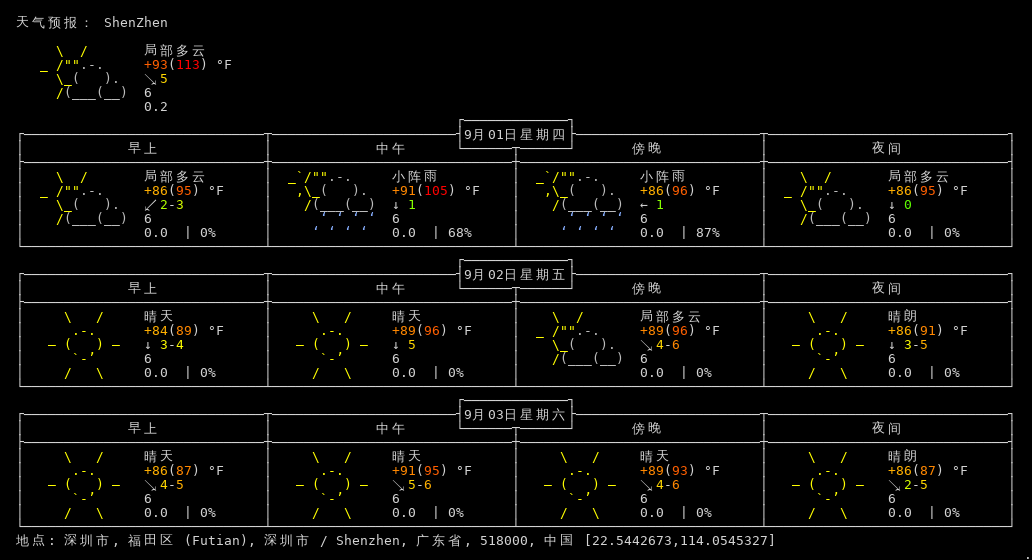 天气预报： ShenZhen
局部多云
+93(113) °F
↘ 5
6
0.2
9月01日星期四
早上 中午 傍晚 夜间
局部多云 小阵雨 小阵雨 局部多云
+86(95) °F +91(105) °F +86(96) °F +86(95) °F
↙ 2-3 ↓ 1 ← 1 ↓ 0
6 6 6 6
0.0 | 0% 0.0 | 68% 0.0 | 87% 0.0 | 0%
9月02日星期五
早上 中午 傍晚 夜间
晴天 晴天 局部多云 晴朗
+84(89) °F +89(96) °F +89(96) °F +86(91) °F
↓ 3-4 ↓ 5 ↘ 4-6 ↓ 3-5
6 6 6 6
0.0 | 0% 0.0 | 0% 0.0 | 0% 0.0 | 0%
9月03日星期六
早上 中午 傍晚 夜间
晴天 晴天 晴天 晴朗
+86(87) °F +91(95) °F +89(93) °F +86(87) °F
↘ 4-5 ↘ 5-6 ↘ 4-6 ↘ 2-5
6 6 6 6
0.0 | 0% 0.0 | 0% 0.0 | 0% 0.0 | 0%
地点: 深圳市, 福田区 (Futian), 深圳市 / Shenzhen, 广东省, 518000, 中国 [22.5442673,114.0545327]